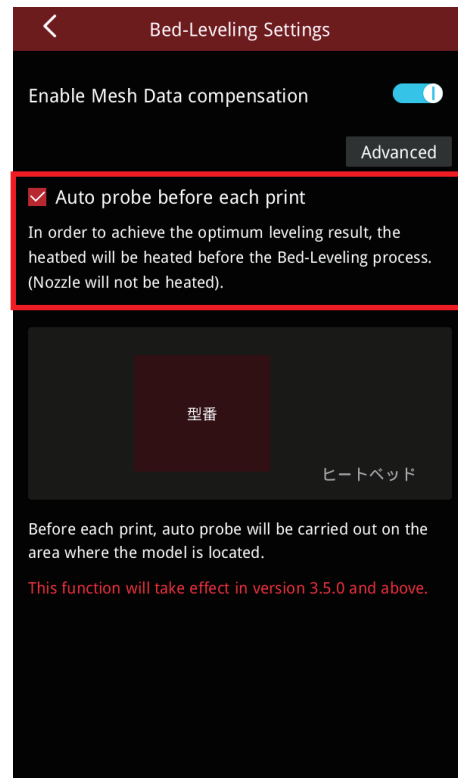 Bed-Leveling Settings
Enable Mesh Data compensation
Advanced
Auto probe before each print
In order to achieve the optimum leveling result, the
heatbed will be heated before the Bed-Leveling process.
(Nozzle will not be heated).
型番
ヒートベッド
Before each print, auto probe will be carried out on the
area where the model is located.
This function will take effect in version 3.5.0 and above.